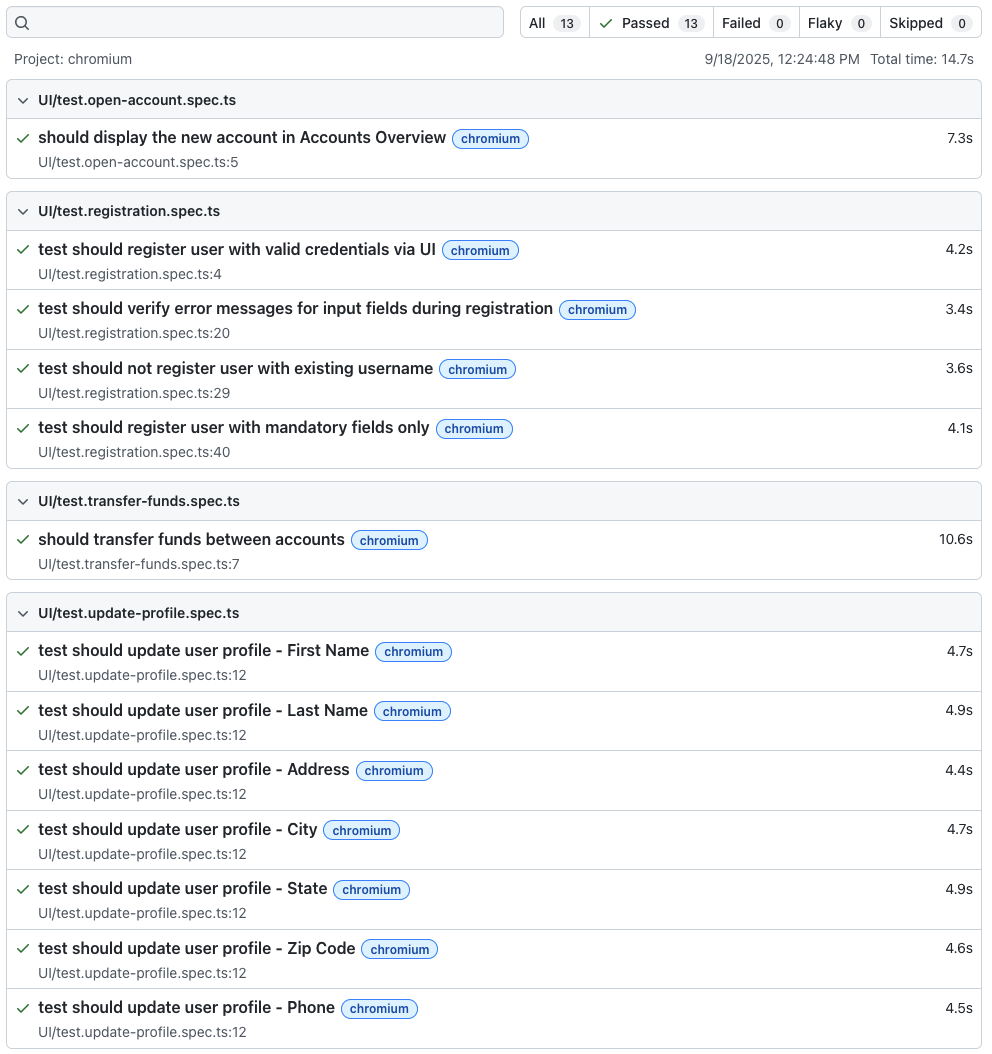 All 13 Passed 13 Failed 0 Flaky 0 Skipped 0
Project: chromium 9/18/2025, 12:24:48 PM Total time: 14.7s
UI/test.open-account.spec.ts
should display the new account in Accounts Overview chromium 7.3s
UI/test.open-account.spec.ts:5
UI/test.registration.spec.ts
test should register user with valid credentials via UI chromium 4.2s
UI/test.registration.spec.ts:4
test should verify error messages for input fields during registration chromium 3.4s
UI/test.registration.spec.ts:20
test should not register user with existing username chromium 3.6s
UI/test.registration.spec.ts:29
test should register user with mandatory fields only chromium 4.1s
UI/test.registration.spec.ts:40
UI/test.transfer-funds.spec.ts
should transfer funds between accounts chromium 10.6s
UI/test.transfer-funds.spec.ts:7
UI/test.update-profile.spec.ts
test should update user profile - First Name chromium 4.7s
UI/test.update-profile.spec.ts:12
test should update user profile - Last Name chromium 4.9s
UI/test.update-profile.spec.ts:12
test should update user profile - Address chromium 4.4s
UI/test.update-profile.spec.ts:12
test should update user profile - City chromium 4.7s
UI/test.update-profile.spec.ts:12
test should update user profile - State chromium 4.9s
UI/test.update-profile.spec.ts:12
test should update user profile - Zip Code chromium 4.6s
UI/test.update-profile.spec.ts:12
test should update user profile - Phone chromium 4.5s
UI/test.update-profile.spec.ts:12